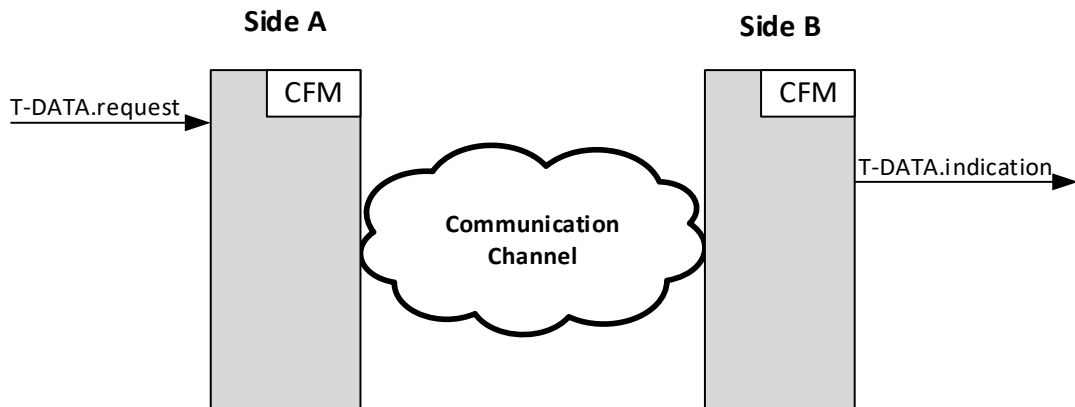 Side A
Side B
CFM
CFM
T-DATA.request
T-DATA.indication
Communication
Channel